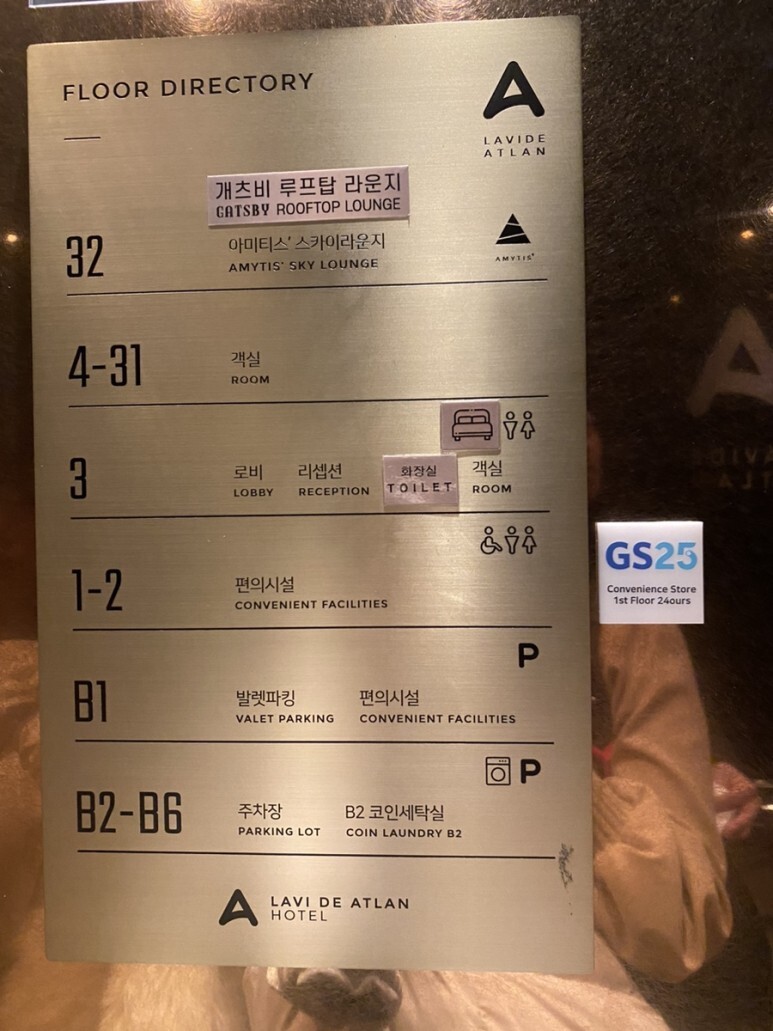 FLOOR DIRECTORY
LAVIDE
ATLAN
개츠비 루프탑 라운지
GATSBY ROOFTOP LOUNGE
32
아미티스' 스카이라운지
AMYTIS' SKY LOUNGE
AMYTIS'
4-31
객실
ROOM
3
로비 리셉션 화장실 객실
LOBBY RECEPTION TOILET ROOM
1-2
편의시설
CONVENIENT FACILITIES
GS25
Convenience Store
1st Floor 24ours
P
B1
발렛파킹 편의시설
VALET PARKING CONVENIENT FACILITIES
P
B2-B6
주차장 B2 코인세탁실
PARKING LOT COIN LAUNDRY B2
LAVI DE ATLAN
HOTEL